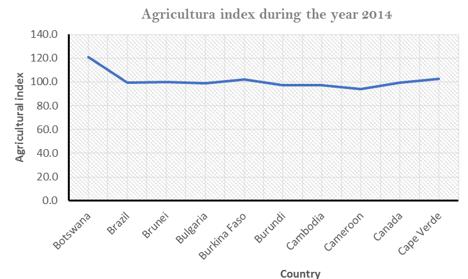 Agricultura index during the year 2014
Agricultural index
140.0
120.0
100.0
80.0
60.0
40.0
20.0
0.0
Botswana
Brazil
Brunei
Bulgaria
Burkina Faso
Burundi
Cambodia
Cameroon
Canada
Cape Verde
Country